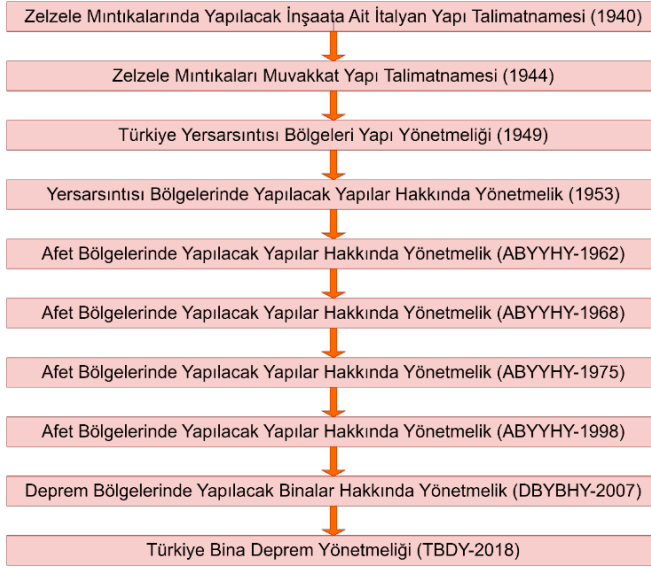 Zelzele Mıntıkalarında Yapılacak İnşaata Ait İtalyan Yapı Talimatnamesi (1940)
Zelzele Mıntıkaları Muvakkat Yapı Talimatnamesi (1944)
Türkiye Yersarsıntısı Bölgeleri Yapı Yönetmeliği (1949)
Yersarsıntısı Bölgelerinde Yapılacak Yapılar Hakkında Yönetmelik (1953)
Afet Bölgelerinde Yapılacak Yapılar Hakkında Yönetmelik (ABYYHY-1962)
Afet Bölgelerinde Yapılacak Yapılar Hakkında Yönetmelik (ABYYHY-1968)
Afet Bölgelerinde Yapılacak Yapılar Hakkında Yönetmelik (ABYYHY-1975)
Afet Bölgelerinde Yapılacak Yapılar Hakkında Yönetmelik (ABYYHY-1998)
Deprem Bölgelerinde Yapılacak Binalar Hakkında Yönetmelik (DBYBHY-2007)
Türkiye Bina Deprem Yönetmeliği (TBDY-2018)